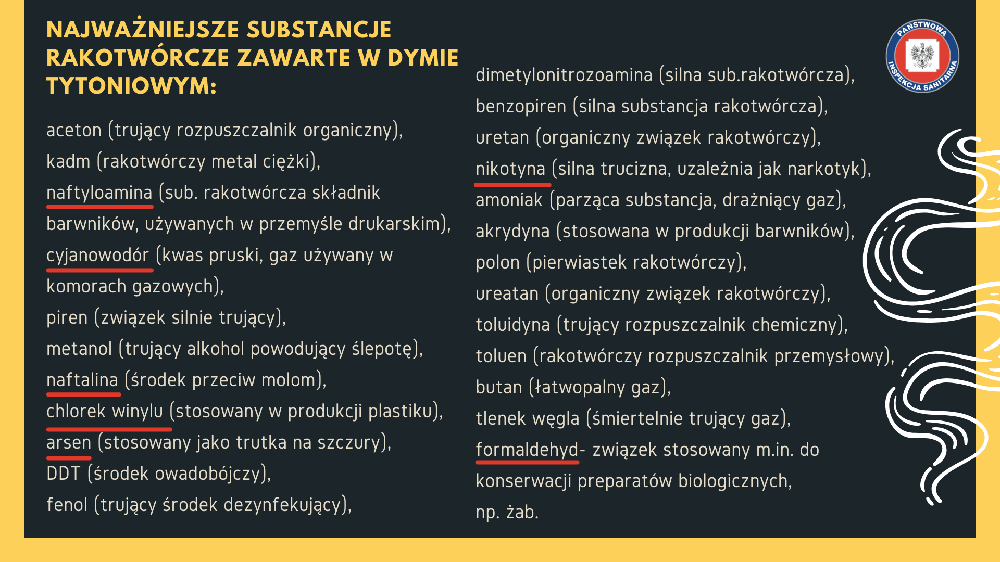 NAJWAŻNIEJSZE SUBSTANCJE
RAKOTWÓRCZE ZAWARTE W DYMIE
TYTONIOWYM:
aceton (trujący rozpuszczalnik organiczny),
kadm (rakotwórczy metal ciężki),
naftyloamina (sub. rakotwórcza składnik
barwników, używanych w przemyśle drukarskim),
cyjanowodór (kwas pruski, gaz używany w
komorach gazowych),
piren (związek silnie trujący),
metanol (trujący alkohol powodujący ślepotę),
naftalina (środek przeciw molom),
chlorek winylu (stosowany w produkcji plastiku),
arsen (stosowany jako trutka na szczury),
DDT (środek owadobójczy),
fenol (trujący środek dezynfekujący),
dimetylonitrozoamina (silna sub.rakotwórcza),
benzopiren (silna substancja rakotwórcza),
uretan (organiczny związek rakotwórczy),
nikotyna (silna trucizna, uzależnia jak narkotyk),
amoniak (parząca substancja, drażniący gaz),
akrydyna (stosowana w produkcji barwników),
polon (pierwiastek rakotwórczy),
ureatan (organiczny związek rakotwórczy),
toluidyna (trujący rozpuszczalnik chemiczny),
toluen (rakotwórczy rozpuszczalnik przemysłowy),
butan (łatwopalny gaz),
tlenek węgla (śmiertelnie trujący gaz),
formaldehyd- związek stosowany m.in. do
konserwacji preparatów biologicznych,
np. żab.
PAŃSTWOWA
INSPEKCJA SANITARNA